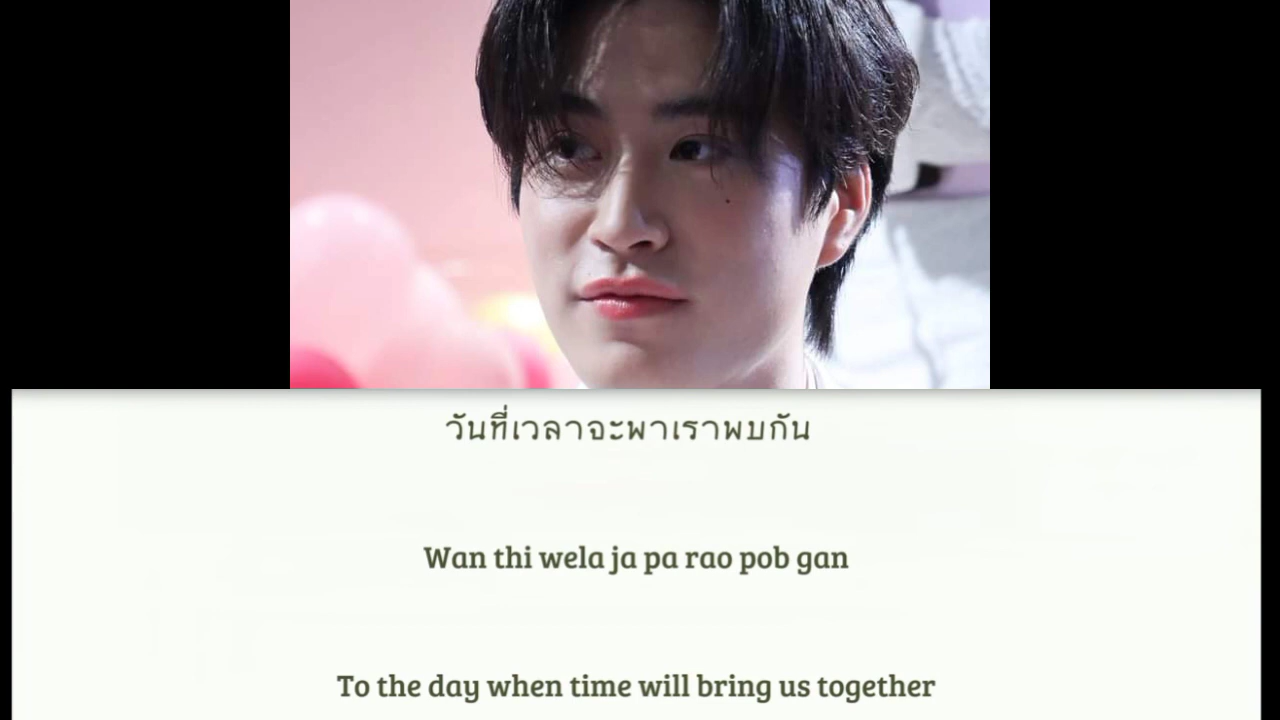 วันที่เวลาจะพาเราพบกัน
Wan thi wela ja pa rao pob gan
To the day when time will bring us together